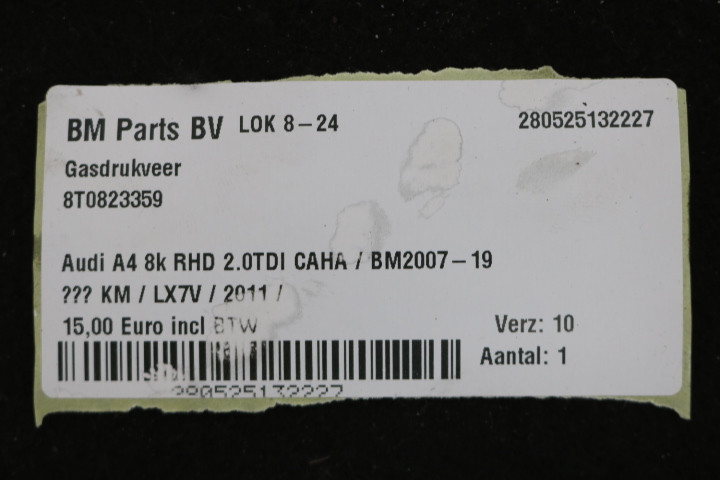 BM Parts BV LOK 8-24 280525132227
Gasdrukveer
8T0823359
Audi A4 8k RHD 2.0TDI CAHA / BM2007-19
??? KM / LX7V / 2011 /
15,00 Euro incl BTW Verz: 10
Aantal: 1
280525132227